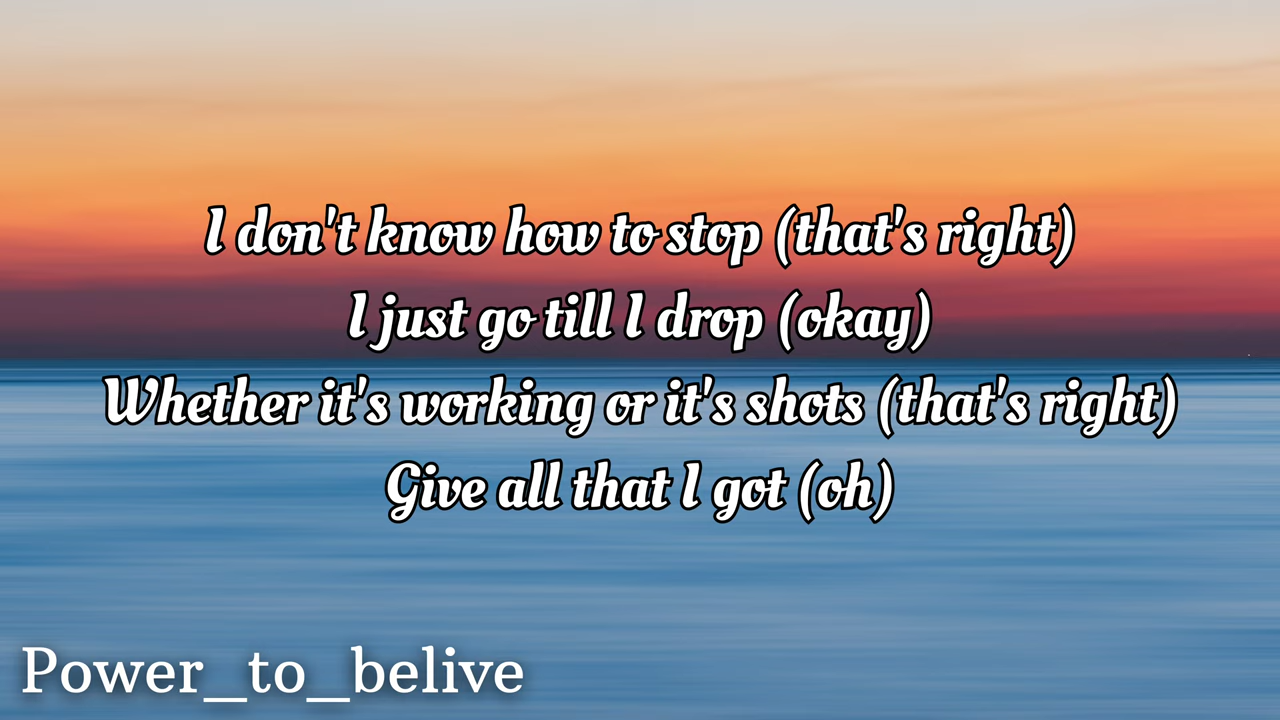 I don't know how to stop (that's right)
I just go till I drop (okay)
Whether it's working or it's shots (that's right)
Give all that I got (oh)
Power_to_belive